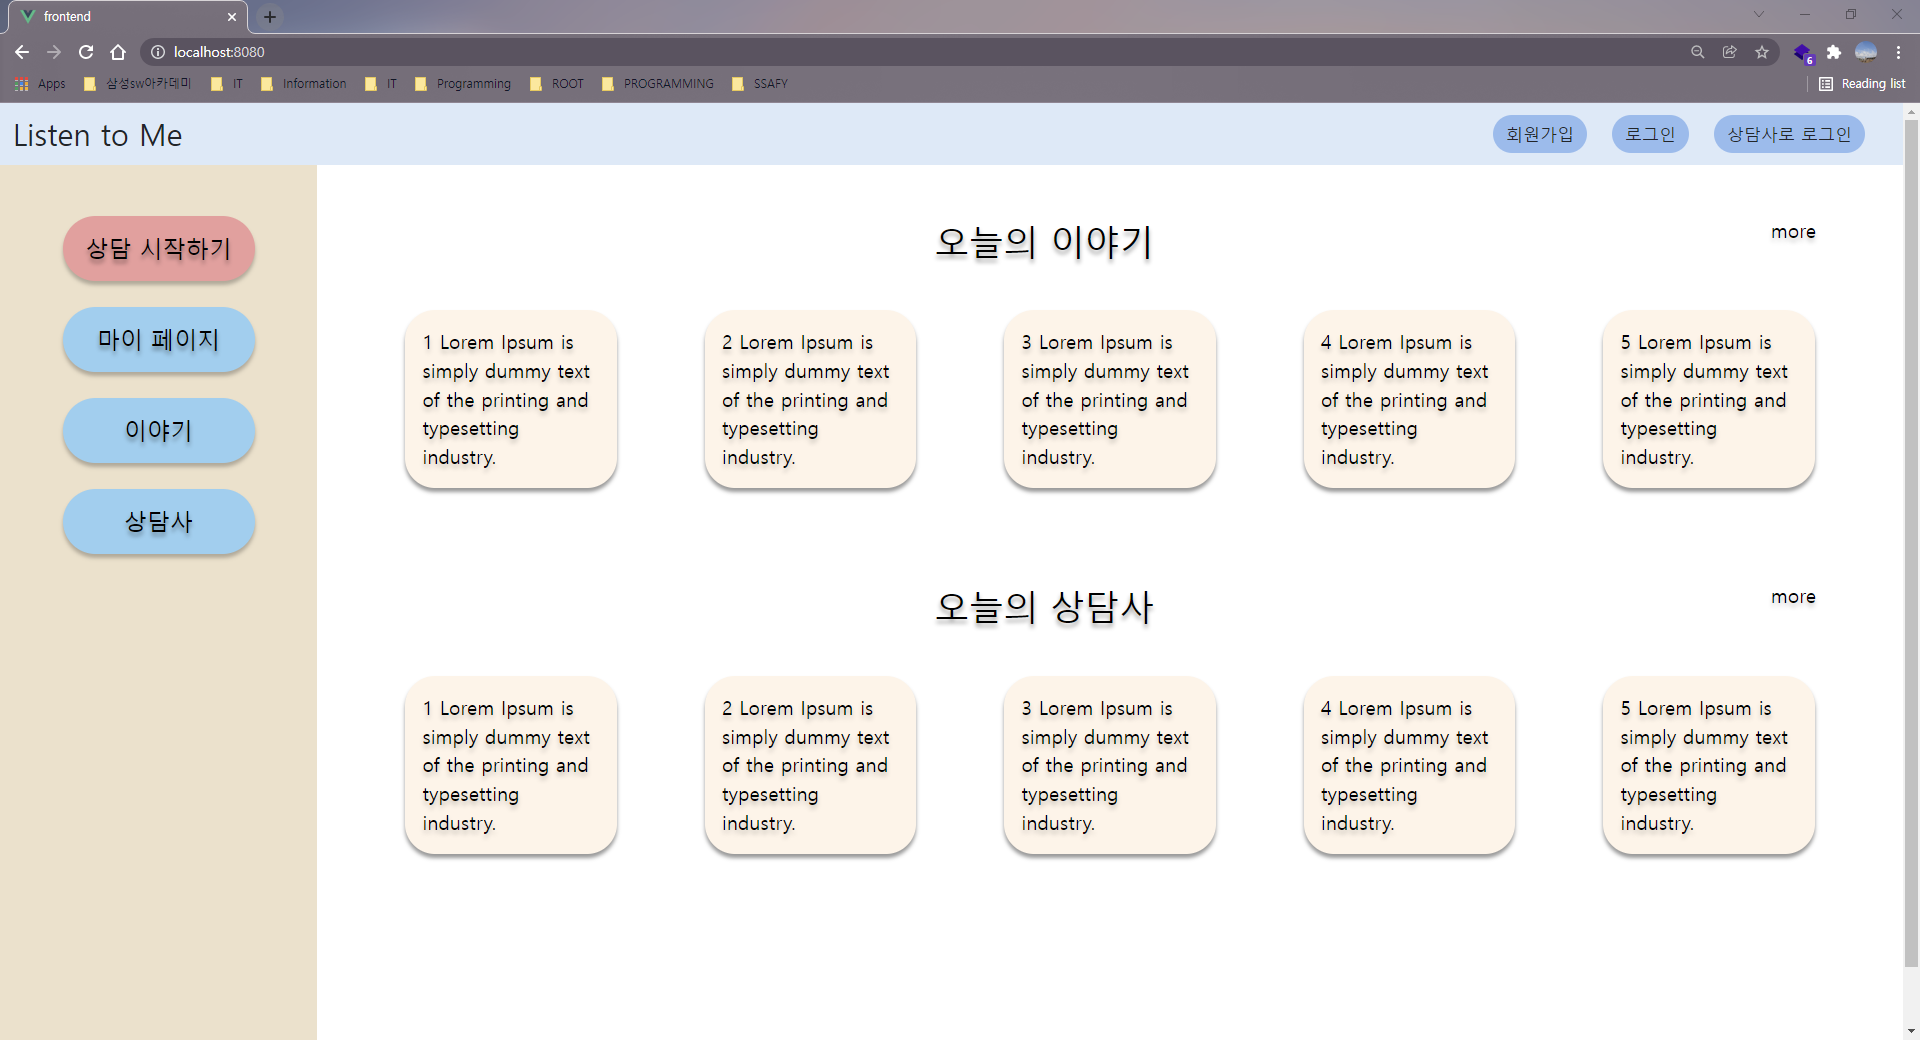 frontend
localhost:8080
6
Apps 삼성sw아카데미 IT Information IT Programming ROOT PROGRAMMING SSAFY Reading list
Listen to Me 회원가입 로그인 상담사로 로그인
상담 시작하기
마이 페이지
이야기
상담사
오늘의 이야기 more
1 Lorem Ipsum is
simply dummy text
of the printing and
typesetting
industry.
2 Lorem Ipsum is
simply dummy text
of the printing and
typesetting
industry.
3 Lorem Ipsum is
simply dummy text
of the printing and
typesetting
industry.
4 Lorem Ipsum is
simply dummy text
of the printing and
typesetting
industry.
5 Lorem Ipsum is
simply dummy text
of the printing and
typesetting
industry.
오늘의 상담사 more
1 Lorem Ipsum is
simply dummy text
of the printing and
typesetting
industry.
2 Lorem Ipsum is
simply dummy text
of the printing and
typesetting
industry.
3 Lorem Ipsum is
simply dummy text
of the printing and
typesetting
industry.
4 Lorem Ipsum is
simply dummy text
of the printing and
typesetting
industry.
5 Lorem Ipsum is
simply dummy text
of the printing and
typesetting
industry.